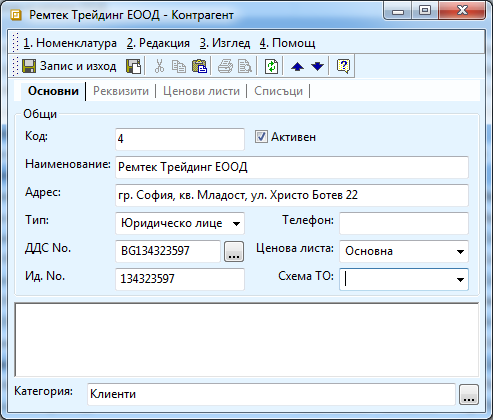 Ремтек Трейдинг ЕООД - Контрагент
1. Номенклатура 2. Редакция 3. Изглед 4. Помощ
Запис и изход
Основни Реквизити Ценови листи Списъци
Общи
Код: 4 Активен
Наименование: Ремтек Трейдинг ЕООД
Адрес: гр. София, кв. Младост, ул. Христо Ботев 22
Тип: Юридическо лице Телефон:
ДДС No. BG134323597 ... Ценова листа: Основна
Ид. No. 134323597 Схема ТО:
Категория: Клиенти ...